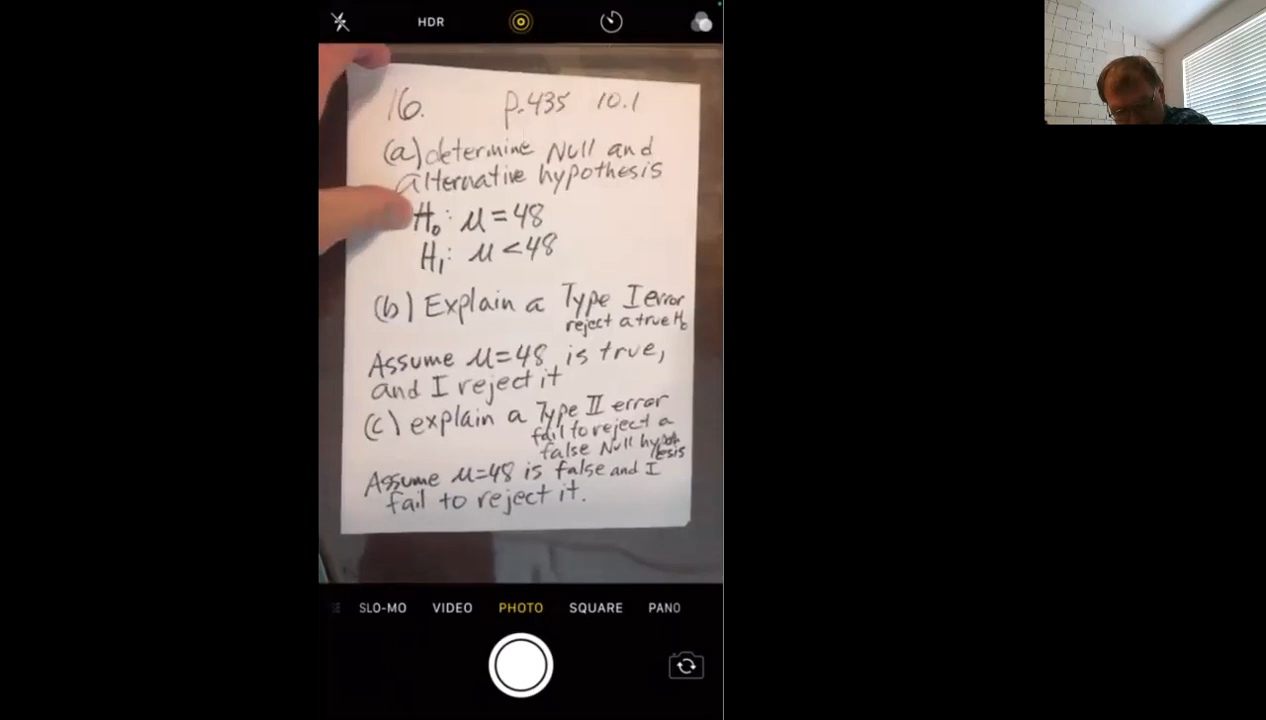 HDR
16. p.435 10.1
(a) determine Null and
alternative hypothesis
H₀: μ = 48
H₁: μ < 48
(b) Explain a Type I error
reject a true H₀
Assume μ=48 is true,
and I reject it
(c) explain a Type II error
fail to reject a
false Null hypoth
esis
Assume μ=48 is false and I
fail to reject it.
SLO-MO VIDEO PHOTO SQUARE PANO